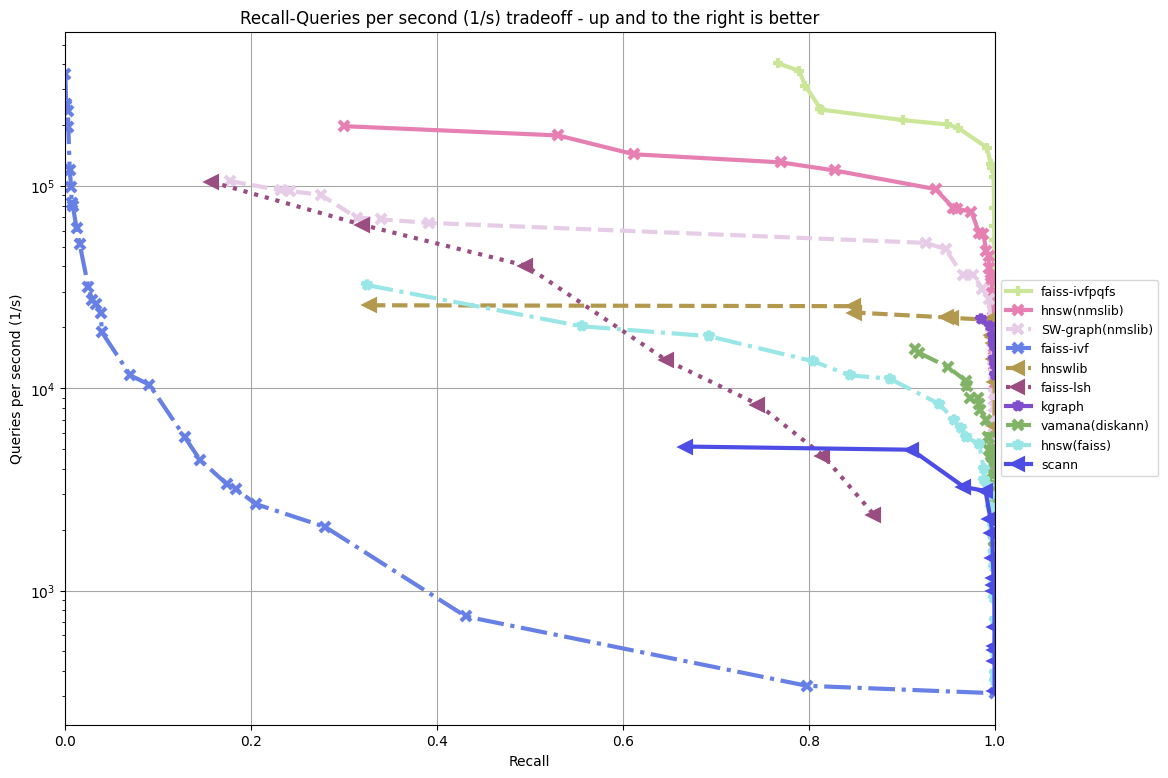 Recall-Queries per second (1/s) tradeoff - up and to the right is better
Queries per second (1/s)
10^5
10^4
10^3
0.0 0.2 0.4 0.6 0.8 1.0
Recall
faiss-ivfpqfs
hnsw(nmslib)
SW-graph(nmslib)
faiss-ivf
hnswlib
faiss-lsh
kgraph
vamana(diskann)
hnsw(faiss)
scann